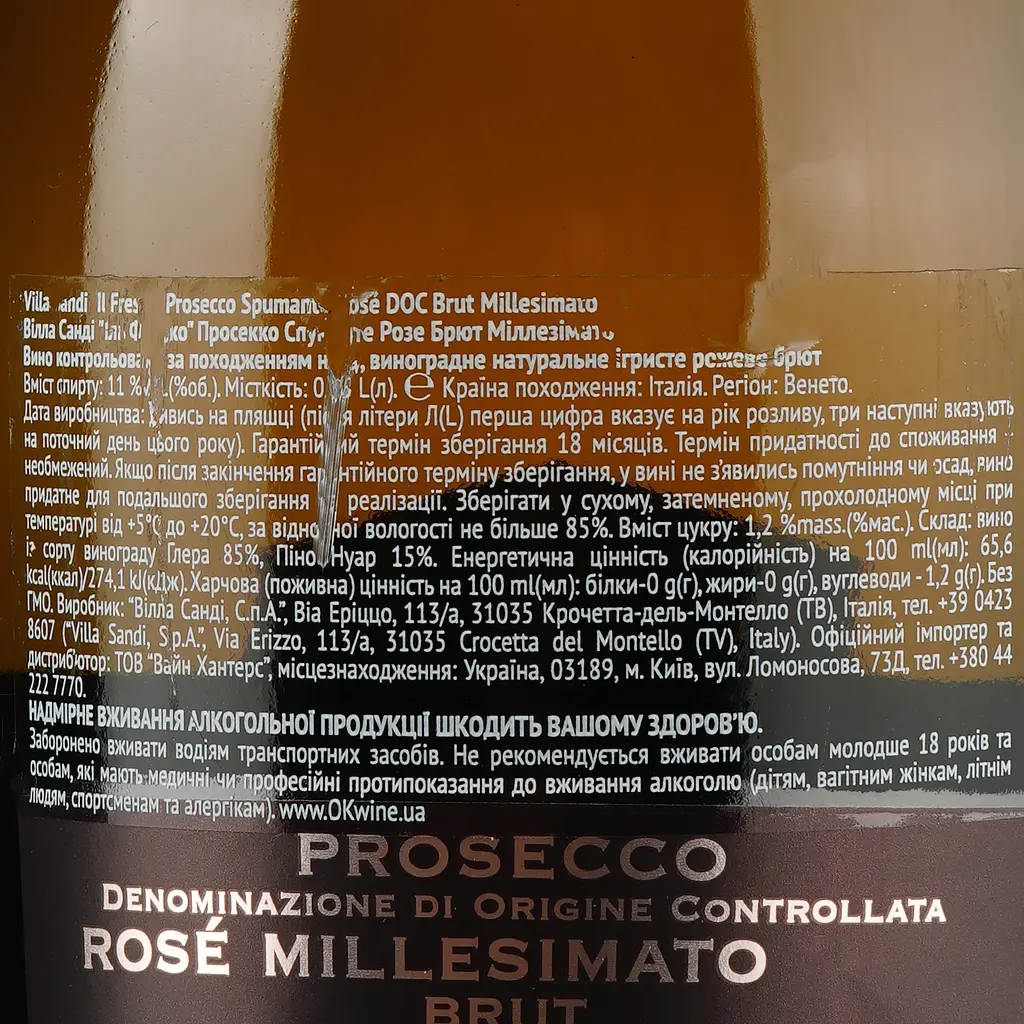 Villa Sandi Il Fres Prosecco Spumante Rosé DOC Brut Millesimato
Вілла Санді "Іль Ф ко" Просекко Спу те Розе Брют Міллезімато
Вино контрольова за походженням н а, виноградне натуральне ігристе рожеве брют
Вміст спирту: 11 % (%об.). Місткість: 0, L(л). ℮ Країна походження: Італія. Регіон: Венето.
Дата виробництва: Дивись на пляшці (після літери Л(L) перша цифра вказує на рік розливу, три наступні вказують
на поточний день цього року). Гарантійний термін зберігання 18 місяців. Термін придатності до споживання -
необмежений. Якщо після закінчення гарантійного терміну зберігання, у вині не з'явились помутніння чи осад, вино
придатне для подальшого зберігання реалізації. Зберігати у сухому, затемненому, прохолодному місці при
температурі від +5°C до +20°C, за відносної вологості не більше 85%. Вміст цукру: 1,2 %mass.(%мас.). Склад: вино
із сорту винограду Глера 85%, Піно Нуар 15%. Енергетична цінність (калорійність) на 100 ml(мл): 65,6
kcal(ккал)/274,1 kJ(кДж). Харчова (поживна) цінність на 100 ml(мл): білки-0 g(г), жири-0 g(г), вуглеводи - 1,2 g(г). Без
ГМО. Виробник: “Вілла Санді, С.п.А.”, Віа Еріццо, 113/а, 31035 Крочетта-дель-Монтелло (ТВ), Італія, тел. +39 0423
8607 (“Villa Sandi, S.p.A.”, Via Erizzo, 113/a, 31035 Crocetta del Montello (TV), Italy). Офіційний імпортер та
дистриб'ютор: ТОВ “Вайн Хантерс”, місцезнаходження: Україна, 03189, м. Київ, вул. Ломоносова, 73Д, тел. +380 44
222 7770.
НАДМІРНЕ ВЖИВАННЯ АЛКОГОЛЬНОЇ ПРОДУКЦІЇ ШКОДИТЬ ВАШОМУ ЗДОРОВ'Ю.
Заборонено вживати водіям транспортних засобів. Не рекомендується вживати особам молодше 18 років та
особам, які мають медичні чи професійні протипоказання до вживання алкоголю (дітям, вагітним жінкам, літнім
людям, спортсменам та алергікам). www.OKwine.ua
PROSECCO
DENOMINAZIONE DI ORIGINE CONTROLLATA
ROSÉ MILLESIMATO
BRUT